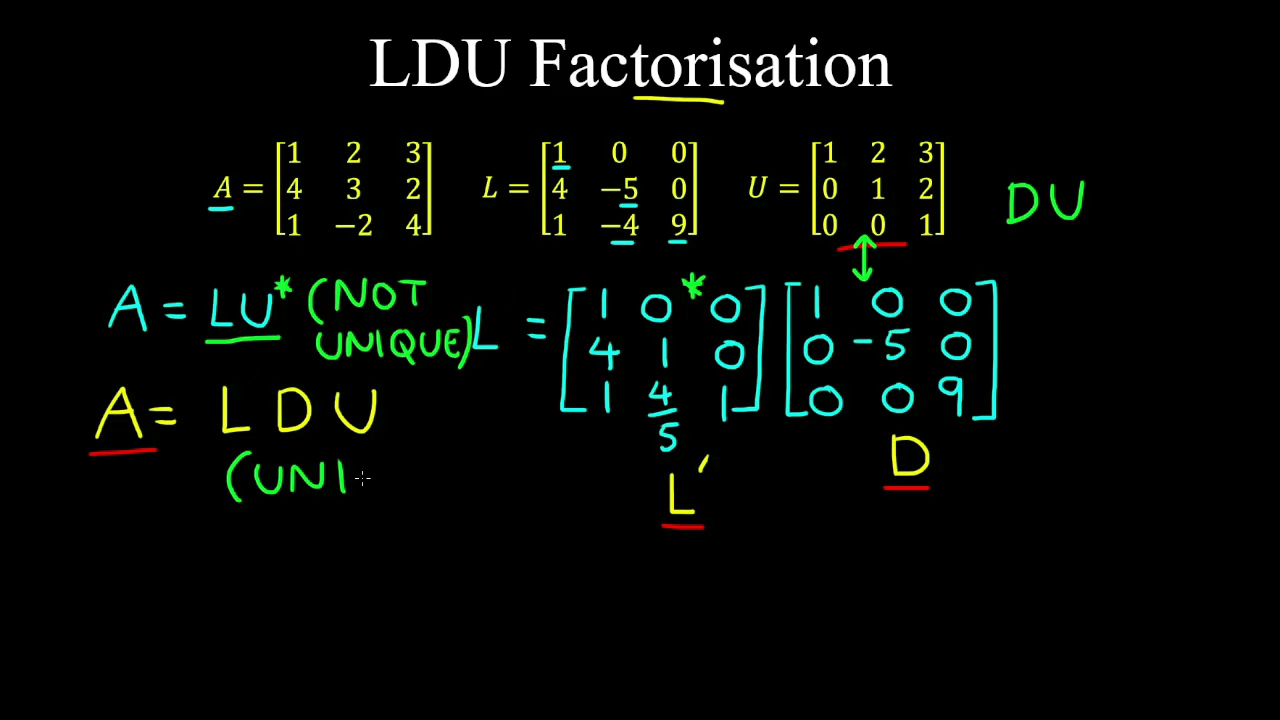 LDU Factorisation
A = [1 2 3 L = [1 0 0 U = [1 2 3
4 3 2 4 −5 0 0 1 2
1 −2 4] 1 −4 9] 0 0 1]
DU
A = LU* (NOT UNIQUE)
L = [1 0 * 0 [1 0 0
4 1 0 0 -5 0
1 4/5 1] 0 0 9]
A = L D U
L′ D
(UNI